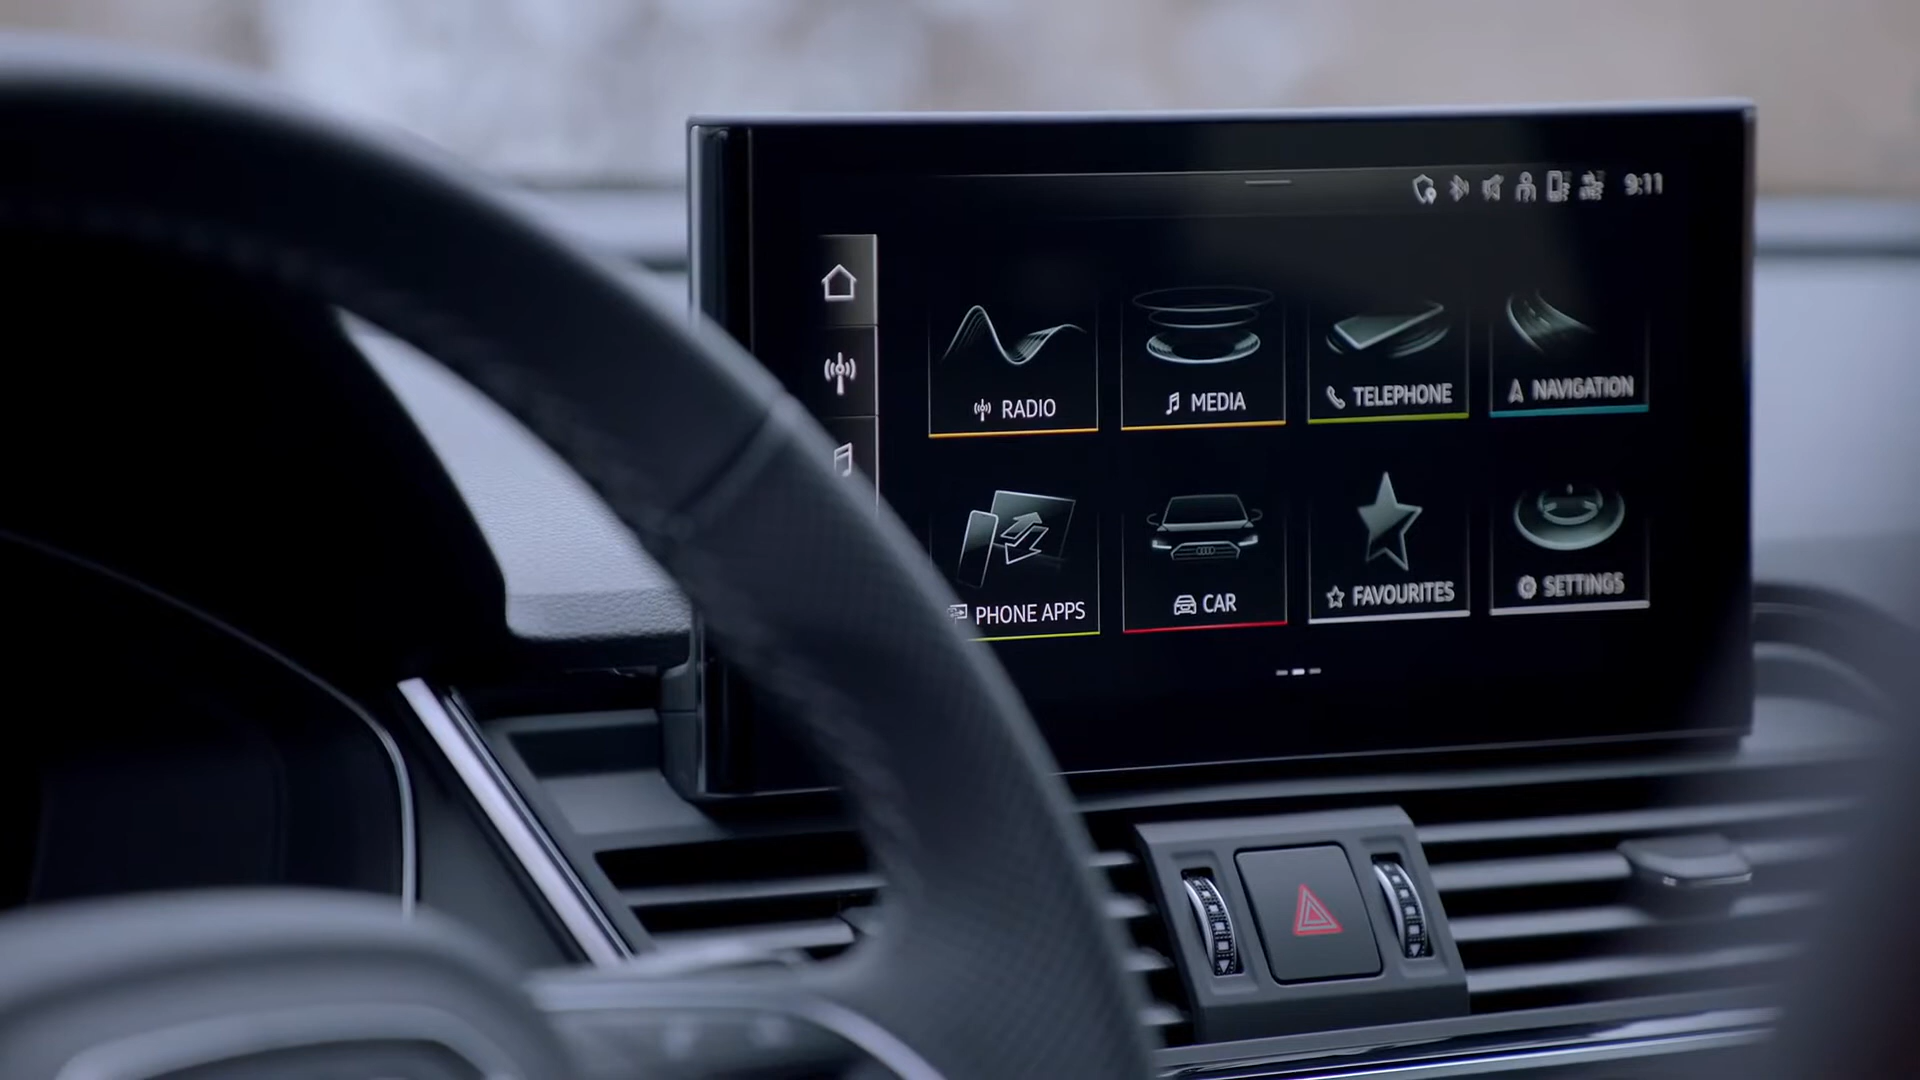 9:11
RADIO
MEDIA
TELEPHONE
NAVIGATION
PHONE APPS
CAR
FAVOURITES
SETTINGS